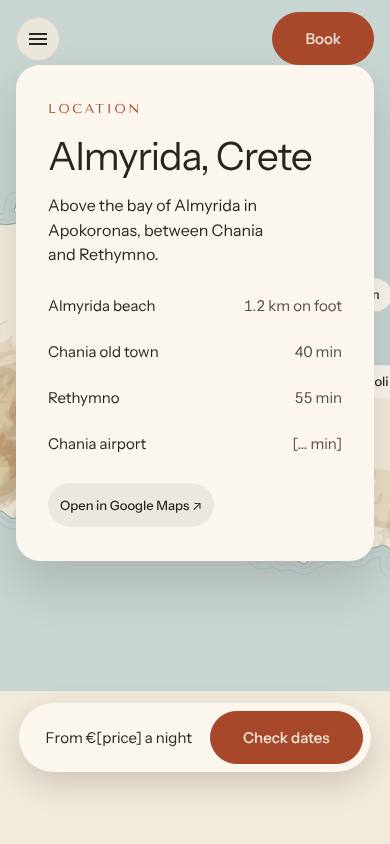 Book
LOCATION
Almyrida, Crete
Above the bay of Almyrida in
Apokoronas, between Chania
and Rethymno.
Almyrida beach 1.2 km on foot
Chania old town 40 min
Rethymno 55 min
Chania airport [... min]
Open in Google Maps ↗
From €[price] a night
Check dates